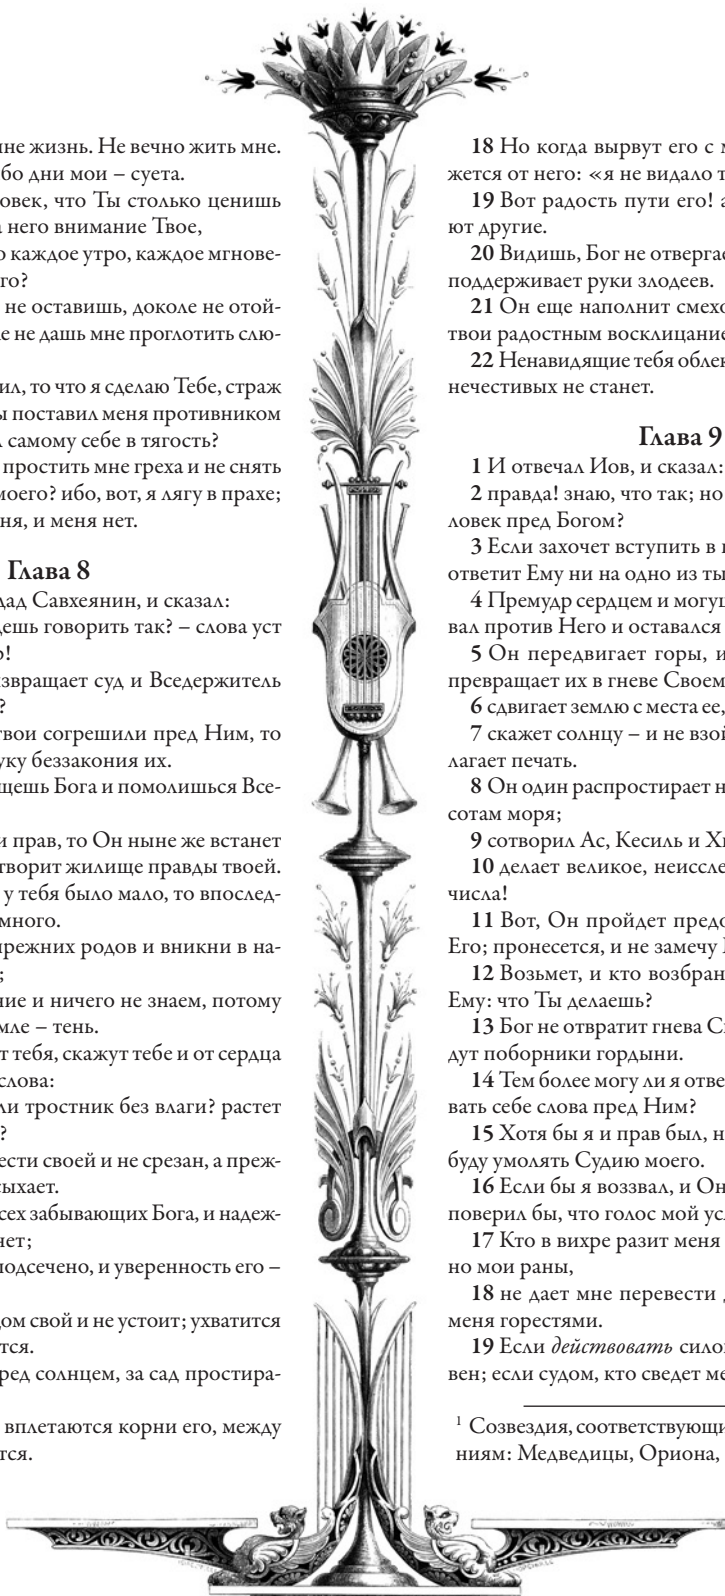 мне жизнь. Не вечно жить мне.
ибо дни мои – суета.
овек, что Ты столько ценишь
него внимание Твое,
каждое утро, каждое мгнове-
го?
не оставишь, доколе не отой-
е не дашь мне проглотить слю-
ил, то что я сделаю Тебе, страж
ы поставил меня противником
самому себе в тягость?
простить мне греха и не снять
моего? ибо, вот, я лягу в прахе;
ня, и меня нет.
Глава 8
дад Савхеянин, и сказал:
дешь говорить так? – слова уст
о!
извращает суд и Вседержитель
?
твои согрешили пред Ним, то
уку беззакония их.
щешь Бога и помолишься Все-
и прав, то Он ныне же встанет
творит жилище правды твоей.
у тебя было мало, то впослед-
много.
прежних родов и вникни в на-
;
ние и ничего не знаем, потому
мле – тень.
т тебя, скажут тебе и от сердца
слова:
ли тростник без влаги? растет
?
ести своей и не срезан, а преж-
сыхает.
сех забывающих Бога, и надеж-
нет;
подсечено, и уверенность его –
дом свой и не устоит; ухватится
тся.
ред солнцем, за сад простира-
вплетаются корни его, между
тся.
18 Но когда вырвут его с м
жется от него: «я не видало т
19 Вот радость пути его! а
ют другие.
20 Видишь, Бог не отвергае
поддерживает руки злодеев.
21 Он еще наполнит смехо
твои радостным восклицание
22 Ненавидящие тебя облек
нечестивых не станет.
Глава 9
1 И отвечал Иов, и сказал:
2 правда! знаю, что так; но
ловек пред Богом?
3 Если захочет вступить в
ответит Ему ни на одно из ты
4 Премудр сердцем и могущ
вал против Него и оставался
5 Он передвигает горы, и
превращает их в гневе Своем
6 сдвигает землю с места ее,
7 скажет солнцу – и не взой
лагает печать.
8 Он один распростирает н
сотам моря;
9 сотворил Ас, Кесиль и Хи
10 делает великое, неиссле
числа!
11 Вот, Он пройдет предо
Его; пронесется, и не замечу
12 Возьмет, и кто возбран
Ему: что Ты делаешь?
13 Бог не отвратит гнева С
дут поборники гордыни.
14 Тем более могу ли я отве
вать себе слова пред Ним?
15 Хотя бы я и прав был, н
буду умолять Судию моего.
16 Если бы я воззвал, и Он
поверил бы, что голос мой усл
17 Кто в вихре разит меня
но мои раны,
18 не дает мне перевести д
меня горестями.
19 Если действовать сило
вен; если судом, кто сведет ме
1 Созвездия, соответствующи
ниям: Медведицы, Ориона,